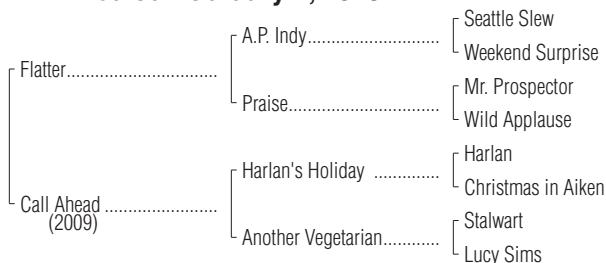 Seattle Slew
A.P. Indy
Weekend Surprise
Flatter
Mr. Prospector
Praise
Wild Applause
Harlan
Harlan's Holiday
Christmas in Aiken
Call Ahead
(2009)
Stalwart
Another Vegetarian
Lucy Sims